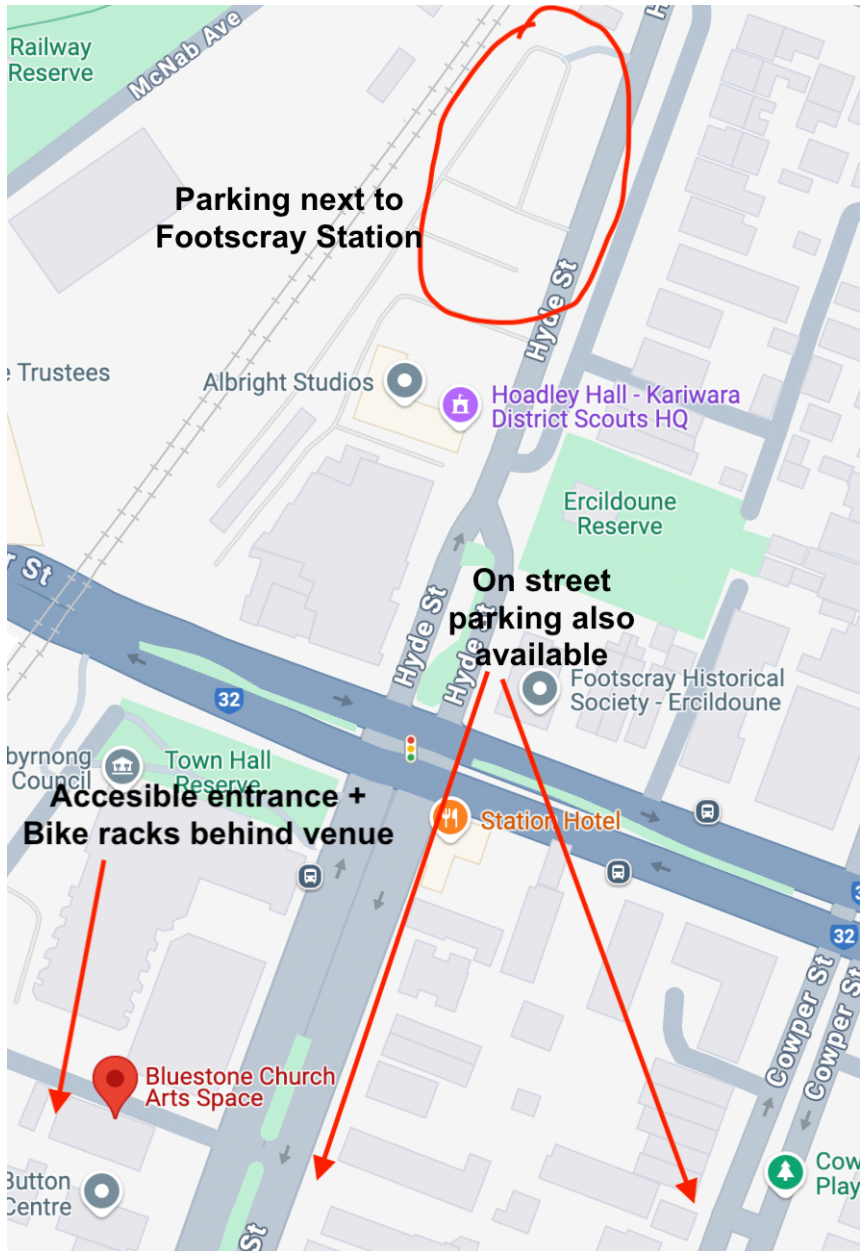 Railway
Reserve
McNab Ave
H
Parking next to
Footscray Station
Hyde St
e Trustees
Albright Studios
Hoadley Hall - Kariwara
District Scouts HQ
Ercildoune
Reserve
r St
Hyde St
Hyde St
On street
parking also
available
32
Footscray Historical
Society - Ercildoune
byrnong
Council
Town Hall
Reserve
Accesible entrance +
Bike racks behind venue
Station Hotel
3
32
Cowper St
Cowper St
Bluestone Church
Arts Space
Button
Centre
Cow
Play
St